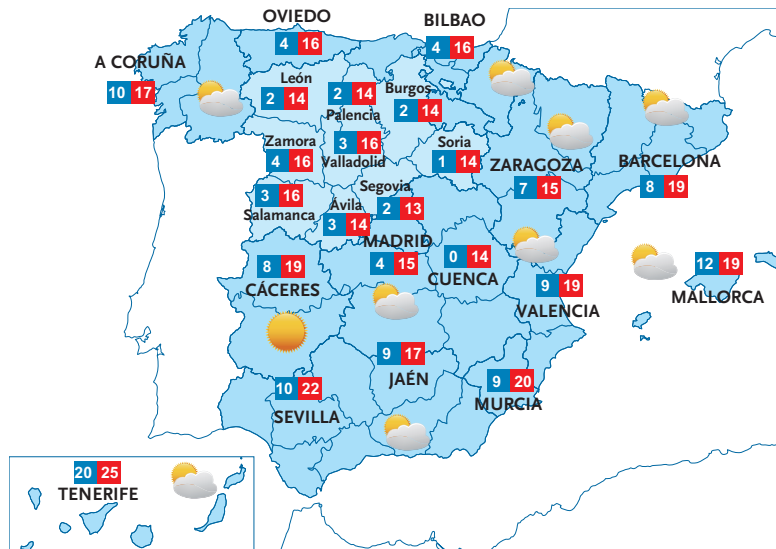 OVIEDO
4 16
BILBAO
4 16
A CORUÑA
10 17
León
2 14
2 14
Palencia
Burgos
2 14
Zamora
4 16
3 16
Valladolid
Soria
1 14
ZARAGOZA
7 15
BARCELONA
8 19
3 16
Salamanca
Ávila
3 14
Segovia
2 13
MADRID
4 15
0 14
CUENCA
8 19
CÁCERES
9 19
VALENCIA
12 19
MALLORCA
9 17
JAÉN
10 22
SEVILLA
9 20
MURCIA
20 25
TENERIFE